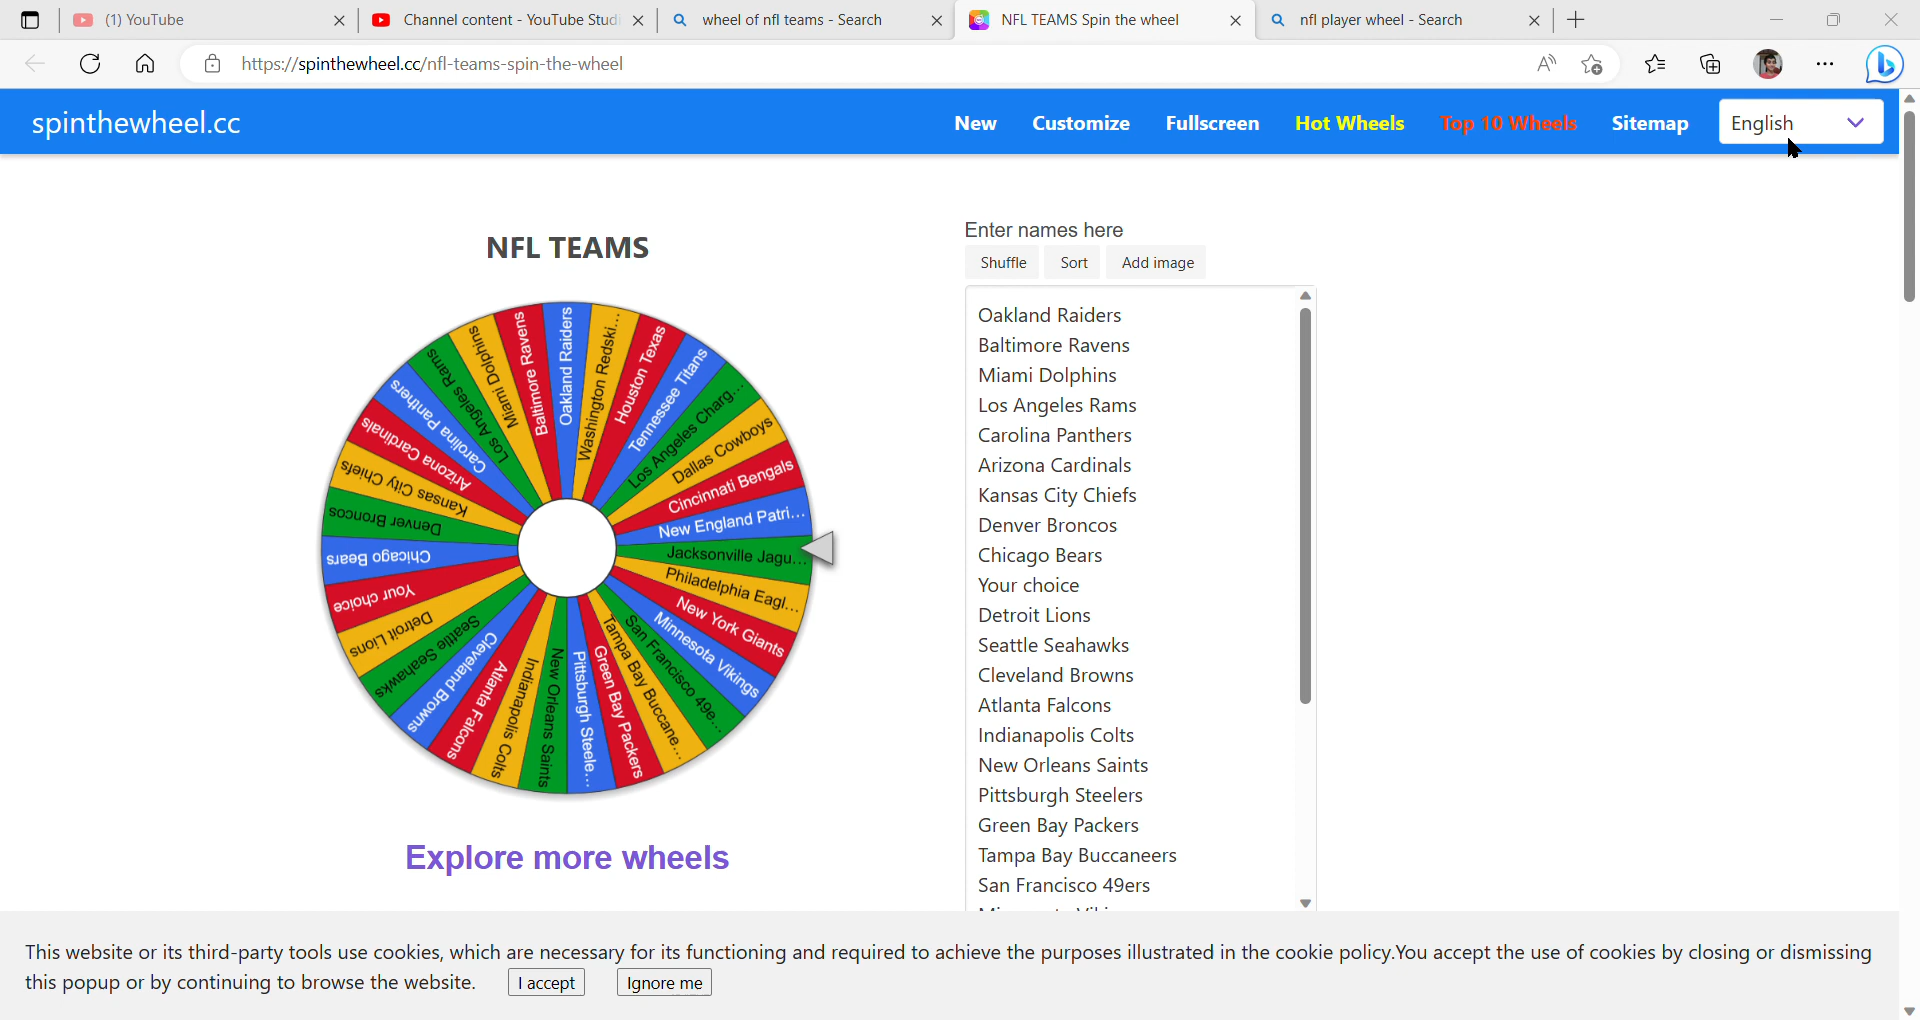 (1) YouTube
Channel content - YouTube Studi
wheel of nfl teams - Search
NFL TEAMS Spin the wheel
nfl player wheel - Search
https://spinthewheel.cc/nfl-teams-spin-the-wheel
spinthewheel.cc
New
Customize
Fullscreen
Hot Wheels
Top 10 Wheels
Sitemap
English
NFL TEAMS
Oakland Raiders
Washington Redski...
Houston Texas
Tennessee Titans
Los Angeles Charg...
Dallas Cowboys
Cincinnati Bengals
New England Patri...
Jacksonville Jagu...
Philadelphia Eagl...
New York Giants
Minnesota Vikings
San Francisco 49e...
Tampa Bay Buccane...
Green Bay Packers
Pittsburgh Steele...
New Orleans Saints
Indianapolis Colts
Atlanta Falcons
Cleveland Browns
Seattle Seahawks
Detroit Lions
Your choice
Chicago Bears
Denver Broncos
Kansas City Chiefs
Arizona Cardinals
Carolina Panthers
Los Angeles Rams
Miami Dolphins
Baltimore Ravens
Explore more wheels
Enter names here
Shuffle
Sort
Add image
Oakland Raiders
Baltimore Ravens
Miami Dolphins
Los Angeles Rams
Carolina Panthers
Arizona Cardinals
Kansas City Chiefs
Denver Broncos
Chicago Bears
Your choice
Detroit Lions
Seattle Seahawks
Cleveland Browns
Atlanta Falcons
Indianapolis Colts
New Orleans Saints
Pittsburgh Steelers
Green Bay Packers
Tampa Bay Buccaneers
San Francisco 49ers
This website or its third-party tools use cookies, which are necessary for its functioning and required to achieve the purposes illustrated in the cookie policy.You accept the use of cookies by closing or dismissing
this popup or by continuing to browse the website. I accept Ignore me